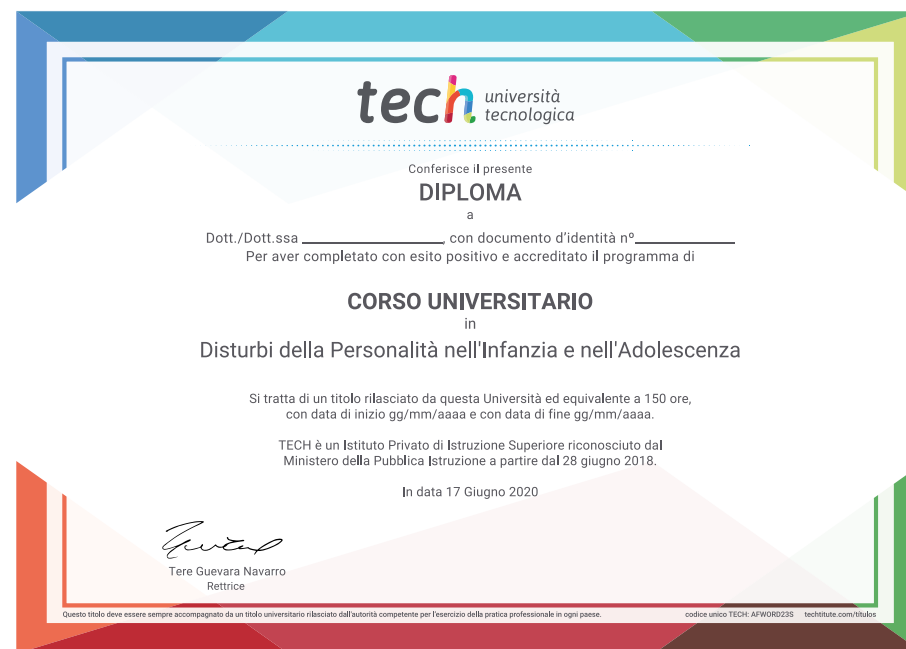 tech università
tecnologica
Conferisce il presente
DIPLOMA
a
Dott./Dott.ssa ____________________, con documento d'identità nº______________
Per aver completato con esito positivo e accreditato il programma di
CORSO UNIVERSITARIO
in
Disturbi della Personalità nell'Infanzia e nell'Adolescenza
Si tratta di un titolo rilasciato da questa Università ed equivalente a 150 ore,
con data di inizio gg/mm/aaaa e con data di fine gg/mm/aaaa.
TECH è un Istituto Privato di Istruzione Superiore riconosciuto dal
Ministero della Pubblica Istruzione a partire dal 28 giugno 2018.
In data 17 Giugno 2020
Tere Guevara Navarro
Rettrice
Questo titolo deve essere sempre accompagnato da un titolo universitario rilasciato dall'autorità competente per l'esercizio della pratica professionale in ogni paese. codice unico TECH: AFWORD23S techtitute.com/titulos